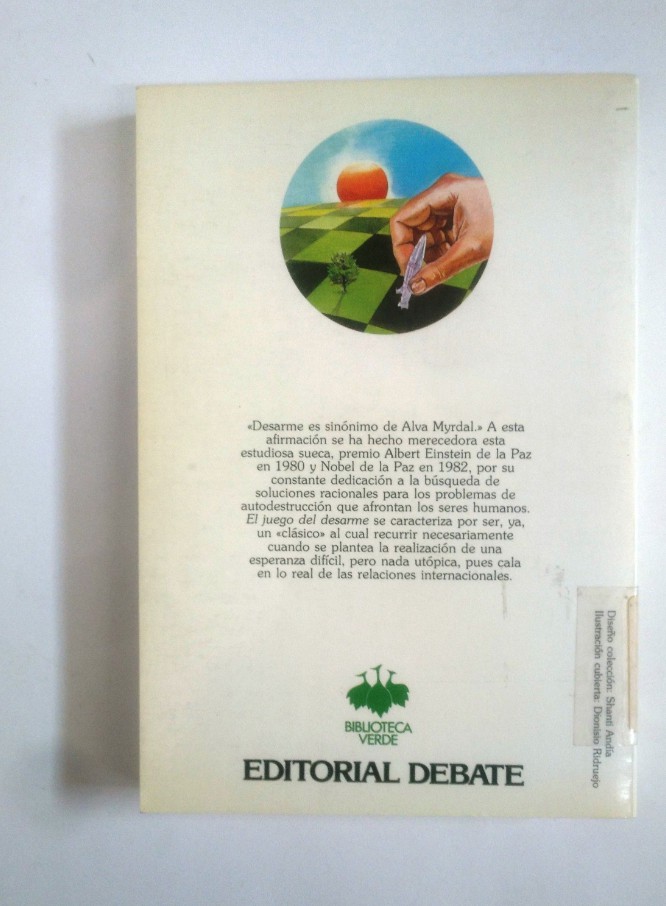 «Desarme es sinónimo de Alva Myrdal.» A esta
afirmación se ha hecho merecedora esta
estudiosa sueca, premio Albert Einstein de la Paz
en 1980 y Nobel de la Paz en 1982, por su
constante dedicación a la búsqueda de
soluciones racionales para los problemas de
autodestrucción que afrontan los seres humanos.
El juego del desarme se caracteriza por ser, ya,
un «clásico» al cual recurrir necesariamente
cuando se plantea la realización de una
esperanza difícil, pero nada utópica, pues cala
en lo real de las relaciones internacionales.
Diseño colección: Shanti Andía
Ilustración cubierta: Dionisio Ridruejo
BIBLIOTECA
VERDE
EDITORIAL DEBATE